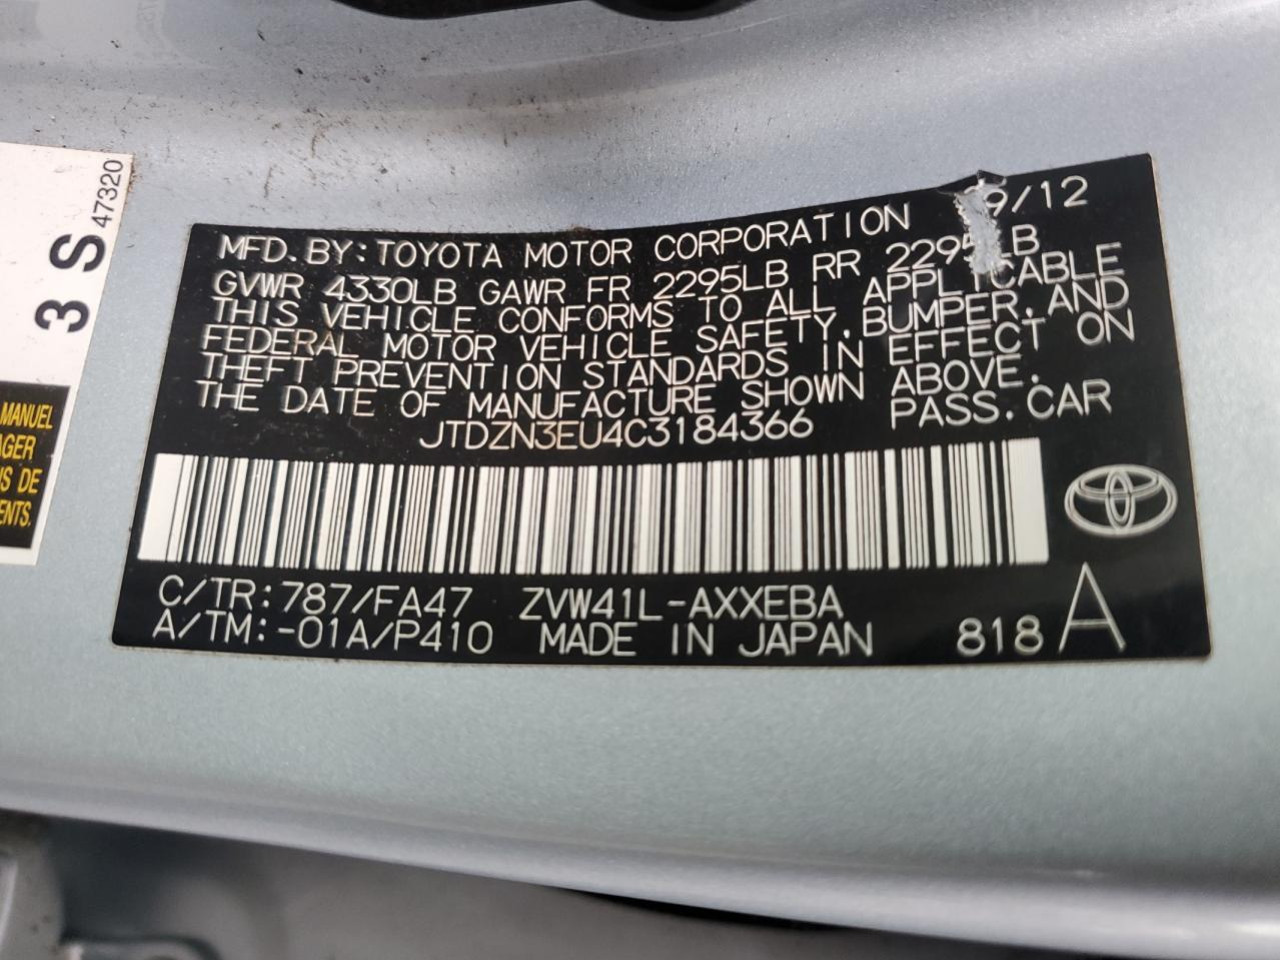 3 S
47320
MANUEL
AGER
S DE
ENTS.
9/12
MFD. BY: TOYOTA MOTOR CORPORATION
GVWR 4330LB GAWR FR 2295LB RR 2295LB
THIS VEHICLE CONFORMS TO ALL APPLICABLE
FEDERAL MOTOR VEHICLE SAFETY, BUMPER, AND
THEFT PREVENTION STANDARDS IN EFFECT ON
THE DATE OF MANUFACTURE SHOWN ABOVE.
JTDZN3EU4C3184366 PASS. CAR
C/TR: 787/FA47 ZVW41L-AXXEBA
A/TM: -01A/P410 MADE IN JAPAN 818 A